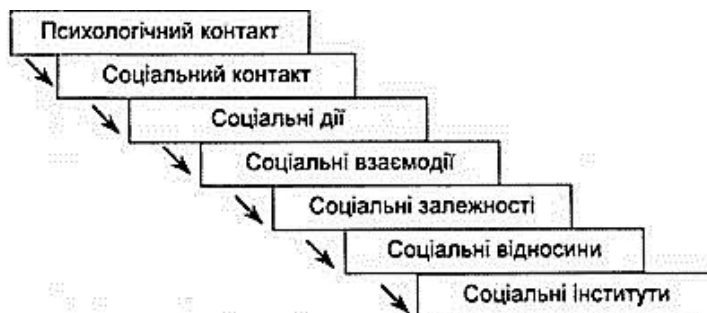 Психологічний контакт
Соціальний контакт
Соціальні дії
Соціальні взаємодії
Соціальні залежності
Соціальні відносини
Соціальні інститути